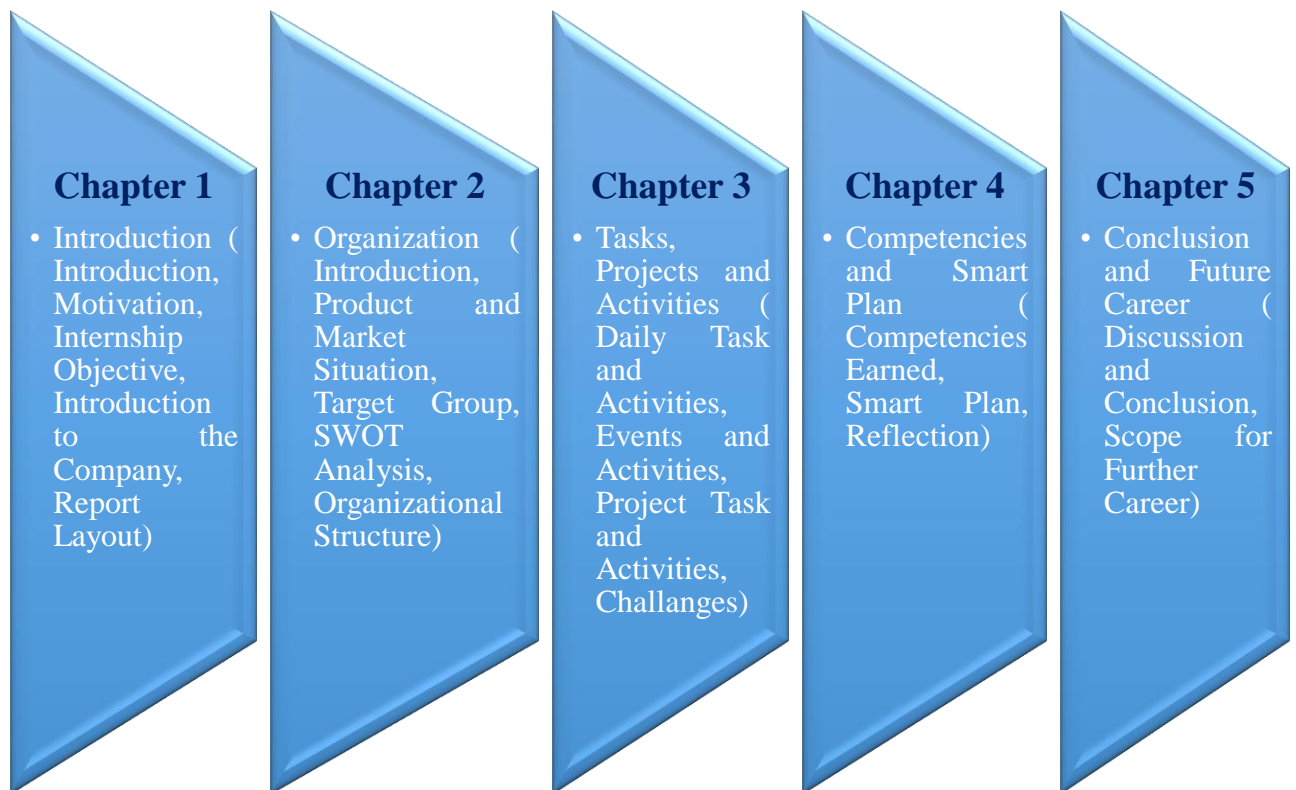 Chapter 1
• Introduction (
Introduction,
Motivation,
Internship
Objective,
Introduction
to the
Company,
Report
Layout)
Chapter 2
• Organization (
Introduction,
Product and
Market
Situation,
Target Group,
SWOT
Analysis,
Organizational
Structure)
Chapter 3
• Tasks,
Projects and
Activities (
Daily Task
and
Activities,
Events and
Activities,
Project Task
and
Activities,
Challanges)
Chapter 4
• Competencies
and Smart
Plan (
Competencies
Earned,
Smart Plan,
Reflection)
Chapter 5
• Conclusion
and Future
Career (
Discussion
and
Conclusion,
Scope for
Further
Career)